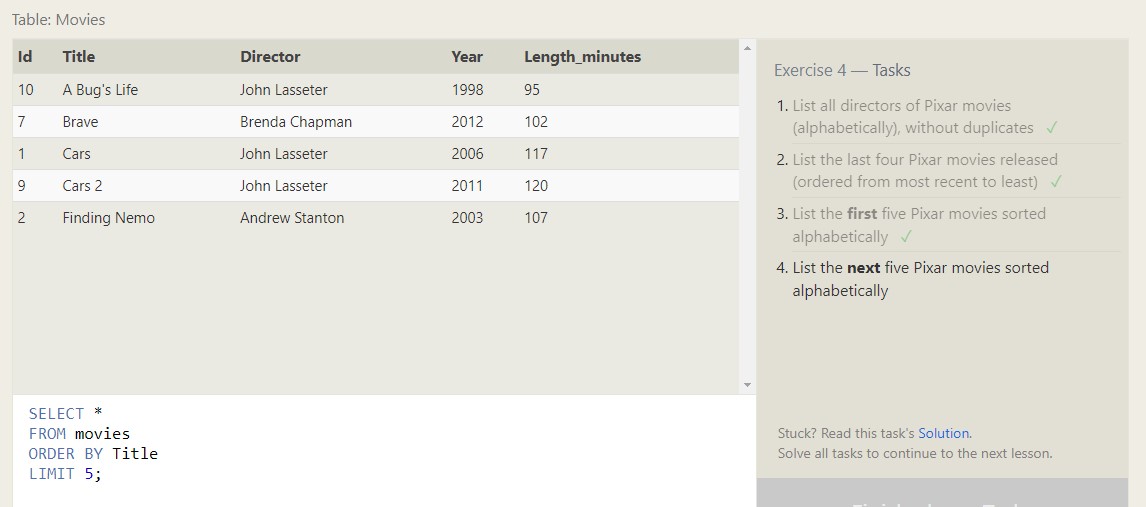 Table: Movies
Id Title Director Year Length_minutes
10 A Bug's Life John Lasseter 1998 95
7 Brave Brenda Chapman 2012 102
1 Cars John Lasseter 2006 117
9 Cars 2 John Lasseter 2011 120
2 Finding Nemo Andrew Stanton 2003 107
SELECT *
FROM movies
ORDER BY Title
LIMIT 5;
Exercise 4 — Tasks
1. List all directors of Pixar movies
(alphabetically), without duplicates ✓
2. List the last four Pixar movies released
(ordered from most recent to least) ✓
3. List the first five Pixar movies sorted
alphabetically ✓
4. List the next five Pixar movies sorted
alphabetically
Stuck? Read this task's Solution.
Solve all tasks to continue to the next lesson.